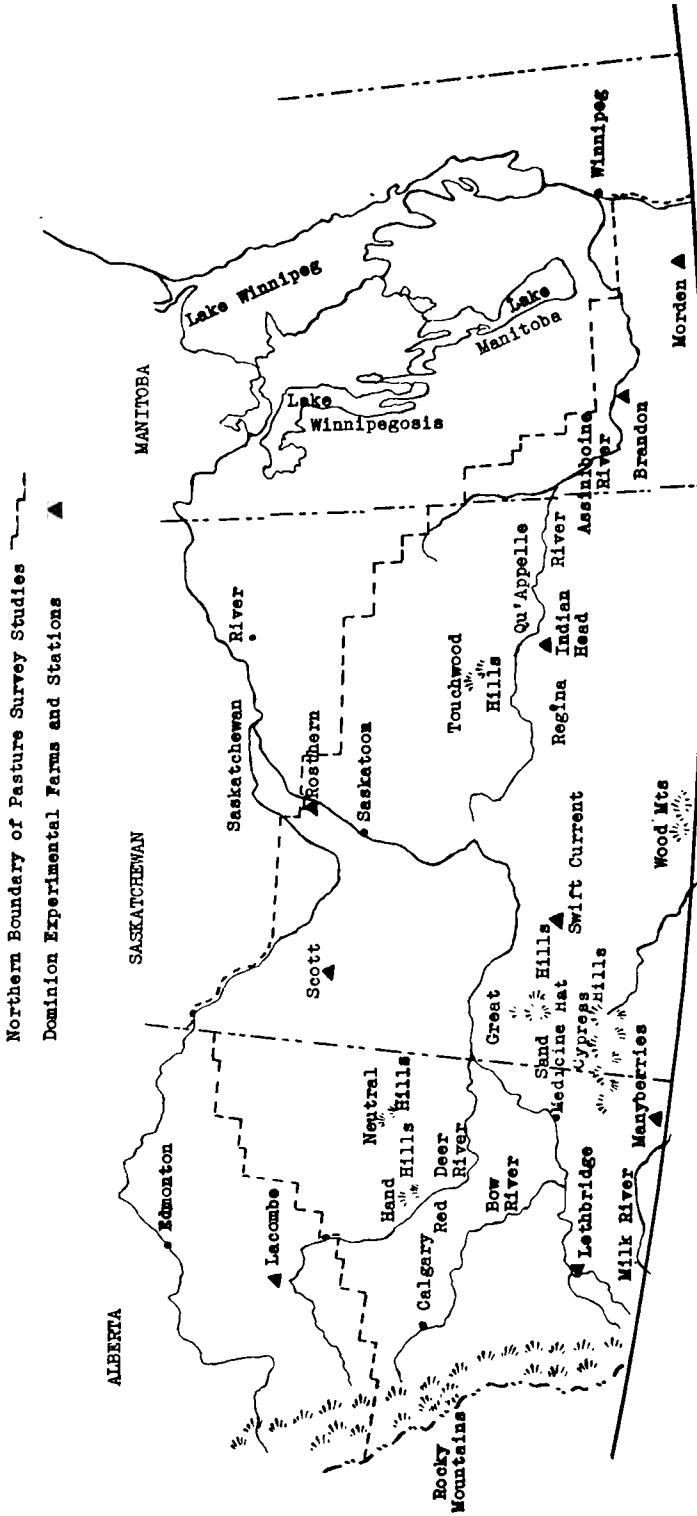 Northern Boundary of Pasture Survey Studies
Dominion Experimental Farms and Stations
ALBERTA
SASKATCHEWAN
MANITOBA
Edmonton
Lacombe
Calgary
Rocky
Mountains
Hand
Hills
Neutral
Hills
Red Deer
River
Bow
River
Lethbridge
Milk River
Manyberries
Medicine Hat
Cypress
Hills
Great
Sand
Hills
Swift Current
Wood Mts
Scott
Saskatchewan
River
Rosthern
Saskatoon
Touchwood
Hills
Qu'Appelle
River
Regina
Indian
Head
Assiniboine
River
Brandon
Morden
Winnipeg
Lake
Manitoba
Lake
Winnipegosis
Lake Winnipeg